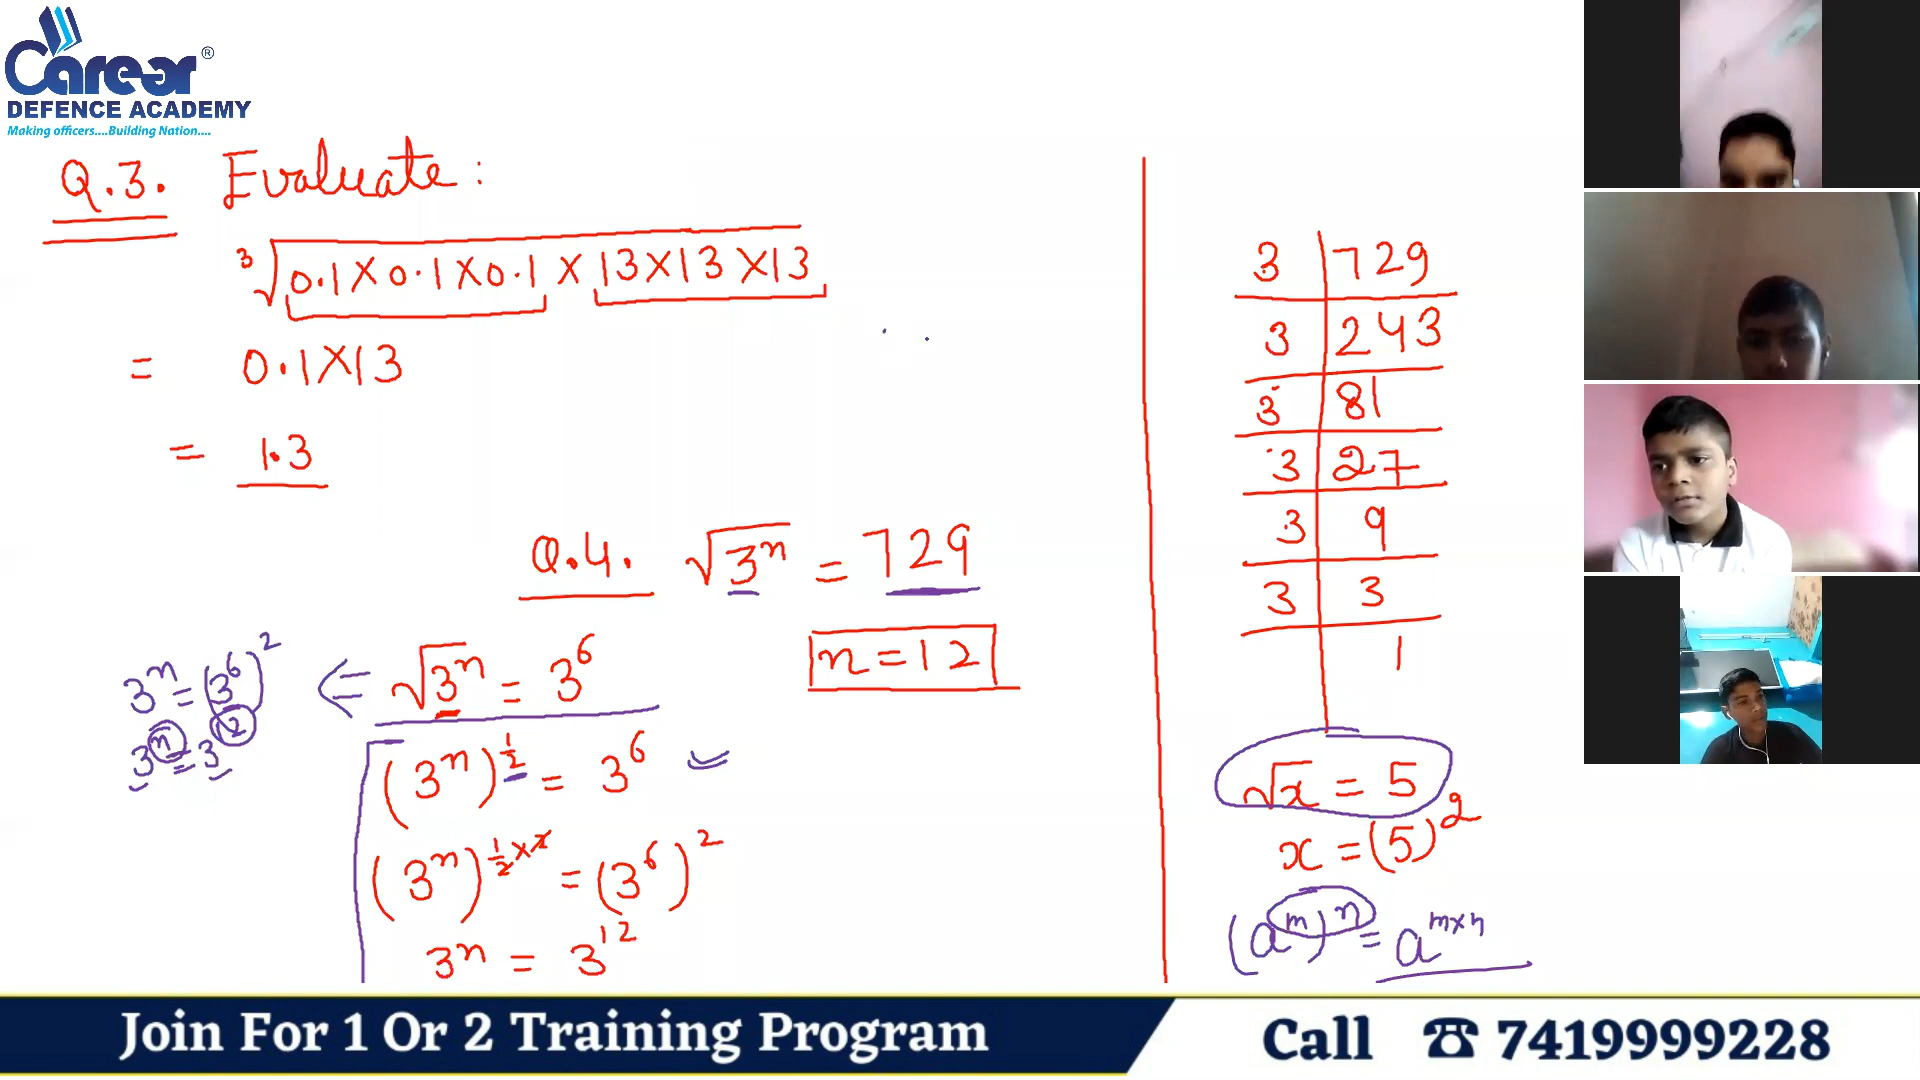 Carear®
DEFENCE ACADEMY
Making officers....Building Nation....
Q.3. Evaluate:
³√(0.1×0.1×0.1 × 13×13×13)
= 0.1×13
= 1.3
Q.4. √3ⁿ = 729
√3ⁿ = 3⁶
n=12
3ⁿ = (3⁶)² ⇐
3ⁿ = 3¹²
(3ⁿ)^½ = 3⁶
(3ⁿ)^½×2 = (3⁶)²
3ⁿ = 3¹²
3 | 729
3 | 243
3 | 81
3 | 27
3 | 9
3 | 3
1
√x = 5
x = (5)²
(aᵐ)ⁿ = a^m×n
Join For 1 Or 2 Training Program
Call ☎ 7419999228